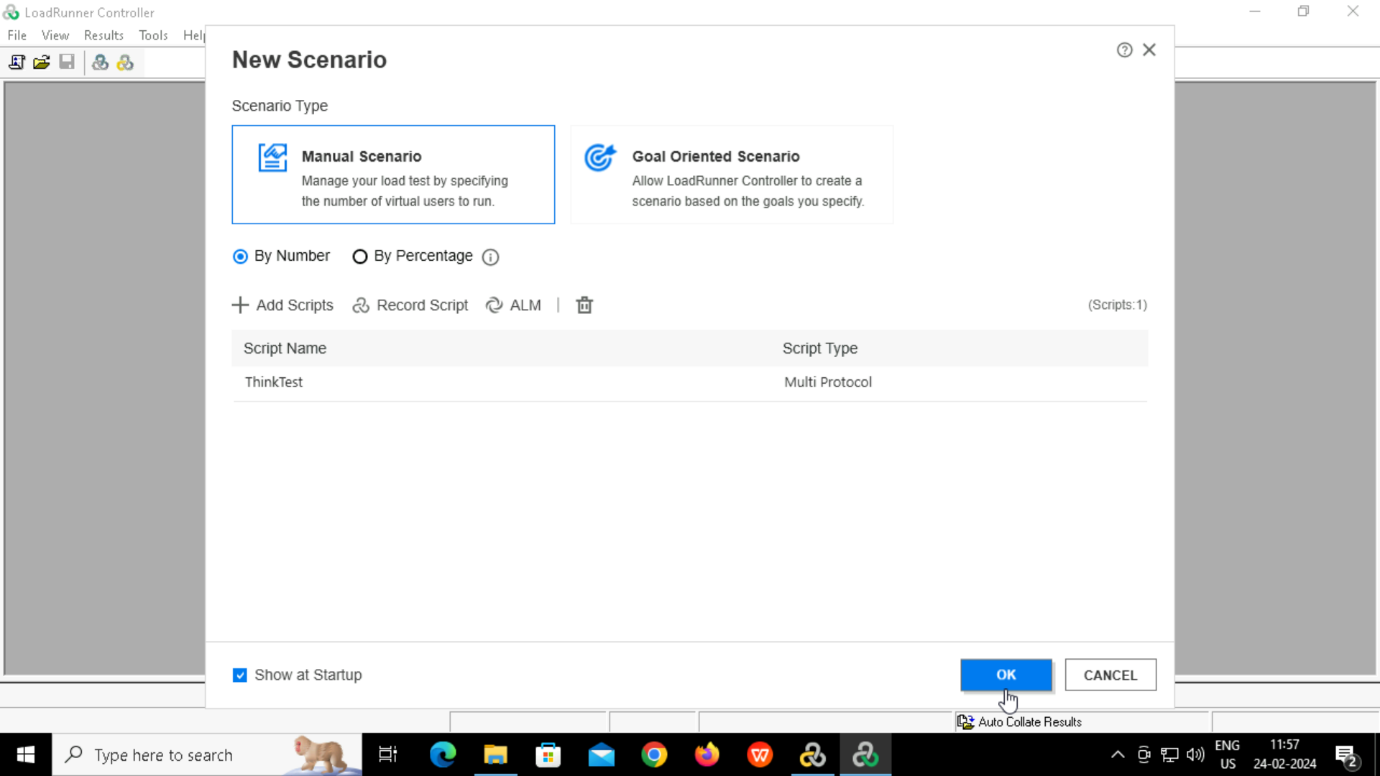 LoadRunner Controller
File View Results Tools Help
New Scenario
Scenario Type
Manual Scenario
Manage your load test by specifying
the number of virtual users to run.
Goal Oriented Scenario
Allow LoadRunner Controller to create a
scenario based on the goals you specify.
By Number By Percentage
Add Scripts Record Script ALM (Scripts:1)
Script Name Script Type
ThinkTest Multi Protocol
Show at Startup OK CANCEL
Auto Collate Results
Type here to search
ENG
US
11:57
24-02-2024
2